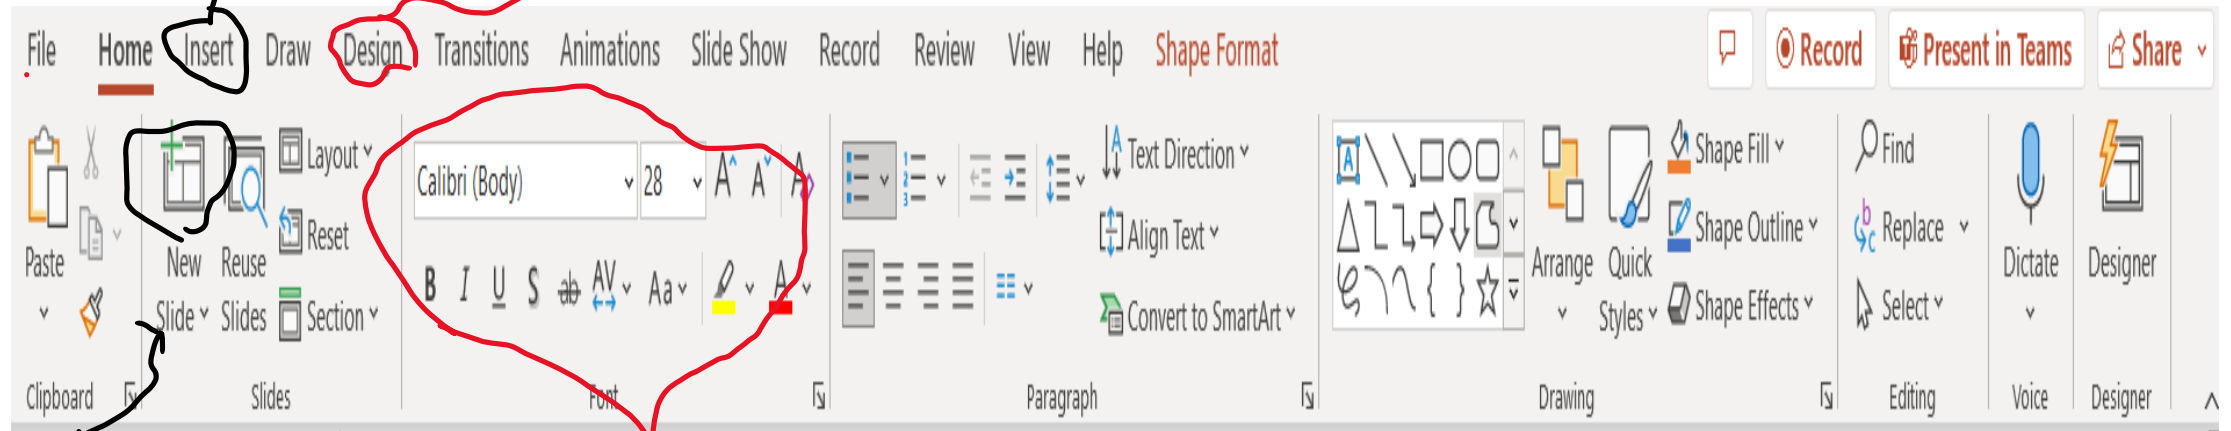 File Home Insert Draw Design Transitions Animations Slide Show Record Review View Help Shape Format Record Present in Teams Share
Calibri (Body) 28 A A A
Layout Text Direction A Shape Fill Find
Reset Align Text Shape Outline b Replace c
Paste New Reuse Arrange Quick Dictate Designer
B I U S ab AV Aa A
Slide Slides Section Convert to SmartArt { } Styles Shape Effects Select
Clipboard Slides Font Paragraph Drawing Editing Voice Designer